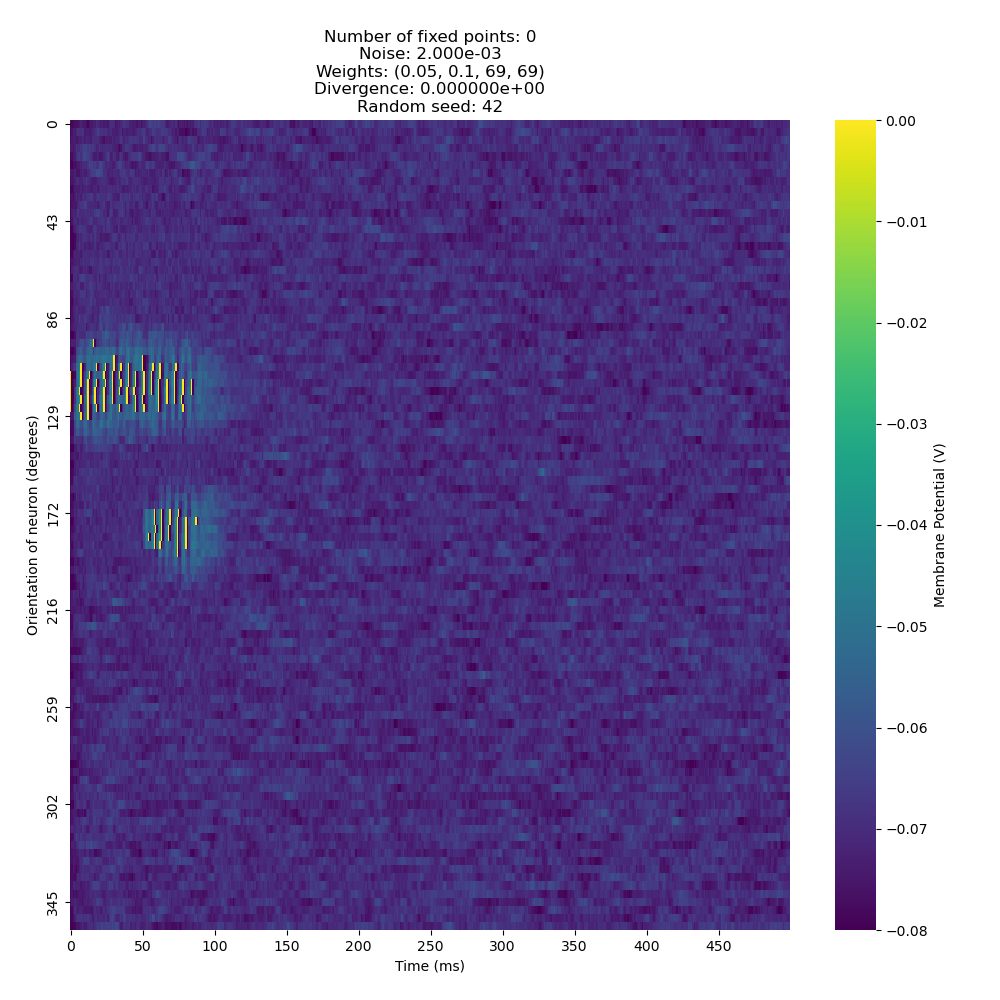 Number of fixed points: 0
Noise: 2.000e-03
Weights: (0.05, 0.1, 69, 69)
Divergence: 0.000000e+00
Random seed: 42
0
43
86
129
172
216
259
302
345
Orientation of neuron (degrees)
0 50 100 150 200 250 300 350 400 450
Time (ms)
0.00
−0.01
−0.02
−0.03
−0.04
−0.05
−0.06
−0.07
−0.08
Membrane Potential (V)